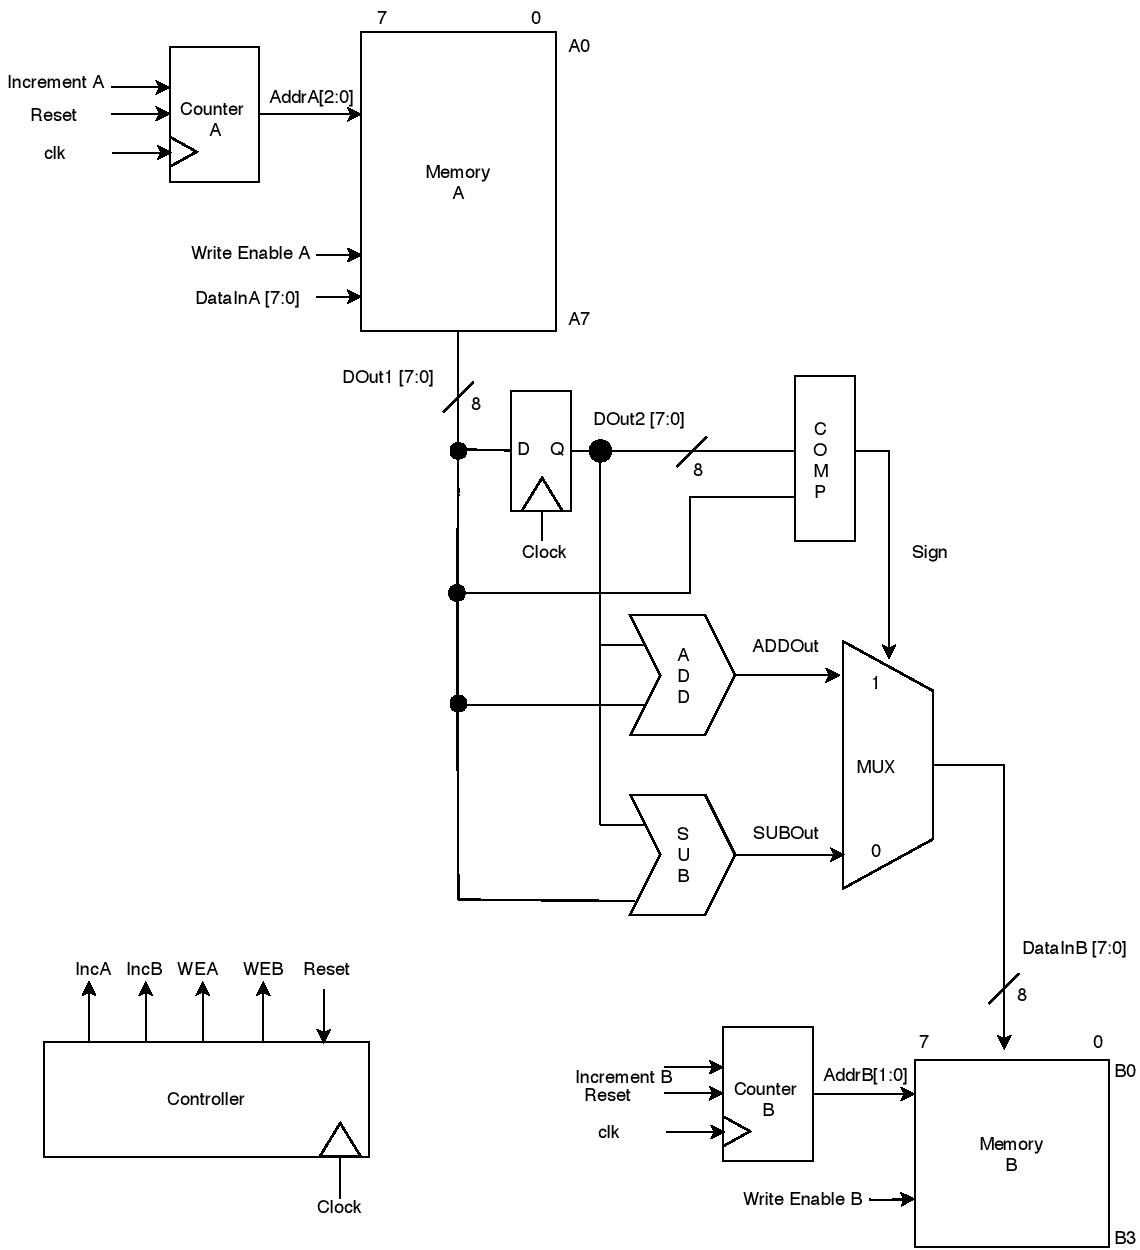 7 0
A0
Increment A
Reset
clk
Counter
A
AddrA[2:0]
Memory
A
Write Enable A
DataInA [7:0]
A7
DOut1 [7:0]
8
D Q
Clock
DOut2 [7:0]
8
C
O
M
P
Sign
A
D
D
ADDOut
1
MUX
S
U
B
SUBOut
0
DataInB [7:0]
8
IncA IncB WEA WEB Reset
Controller
Clock
7 0
B0
Increment B
Reset
clk
Counter
B
AddrB[1:0]
Memory
B
Write Enable B
B3